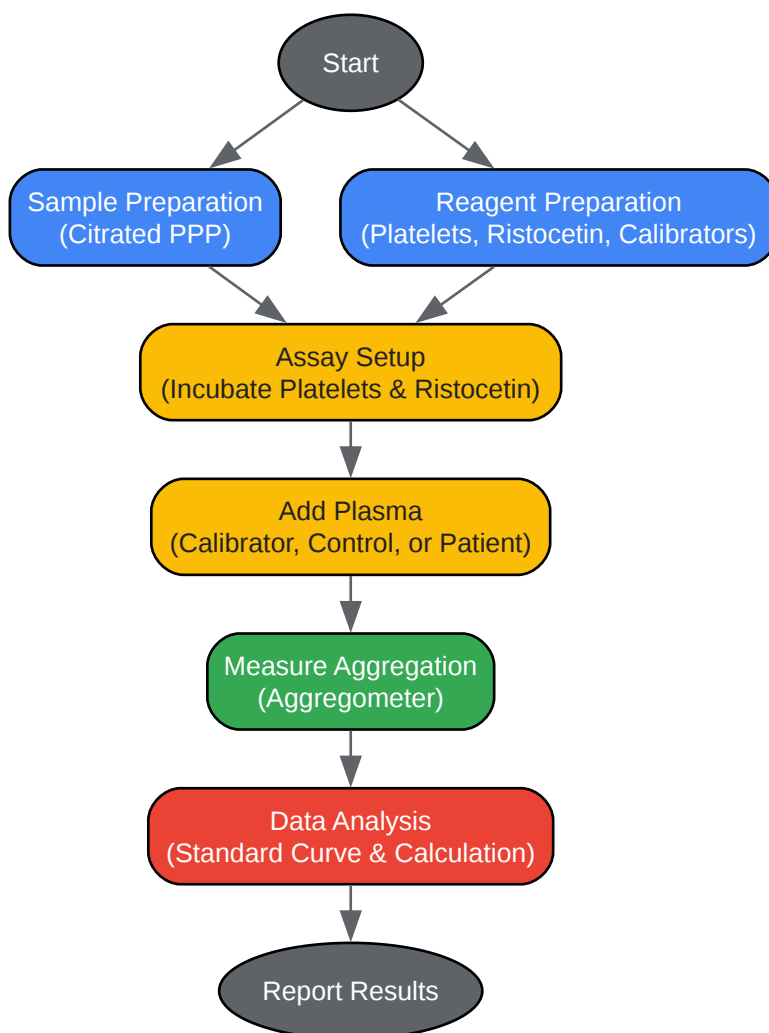 Start
Sample Preparation
(Citrated PPP)
Reagent Preparation
(Platelets, Ristocetin, Calibrators)
Assay Setup
(Incubate Platelets & Ristocetin)
Add Plasma
(Calibrator, Control, or Patient)
Measure Aggregation
(Aggregometer)
Data Analysis
(Standard Curve & Calculation)
Report Results